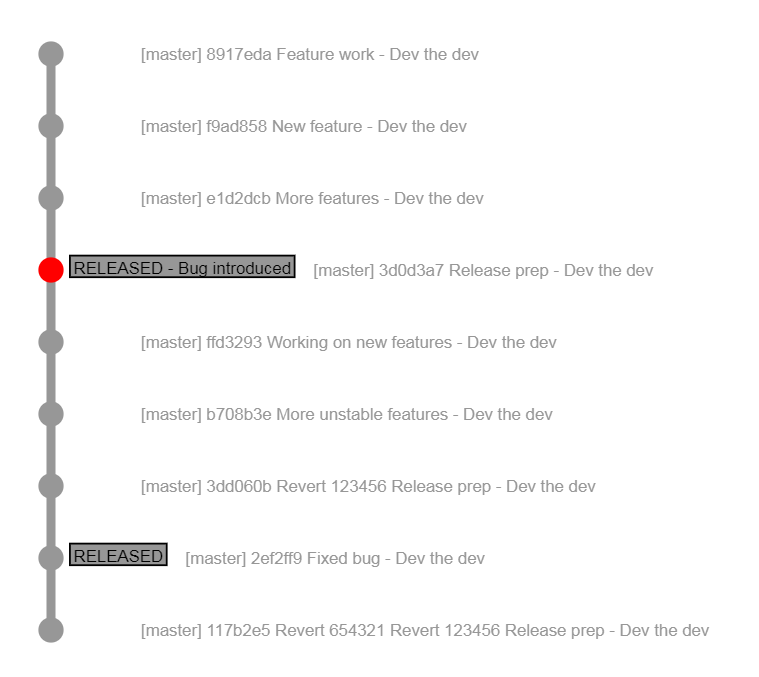 [master] 8917eda Feature work - Dev the dev
[master] f9ad858 New feature - Dev the dev
[master] e1d2dcb More features - Dev the dev
RELEASED - Bug introduced [master] 3d0d3a7 Release prep - Dev the dev
[master] ffd3293 Working on new features - Dev the dev
[master] b708b3e More unstable features - Dev the dev
[master] 3dd060b Revert 123456 Release prep - Dev the dev
RELEASED [master] 2ef2ff9 Fixed bug - Dev the dev
[master] 117b2e5 Revert 654321 Revert 123456 Release prep - Dev the dev